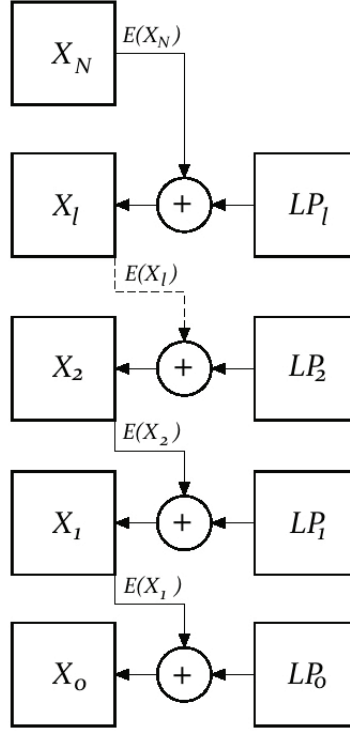 X_N E(X_N)
X_l + LP_l
E(X_l)
X_2 + LP_2
E(X_2)
X_1 + LP_1
E(X_1)
X_0 + LP_0